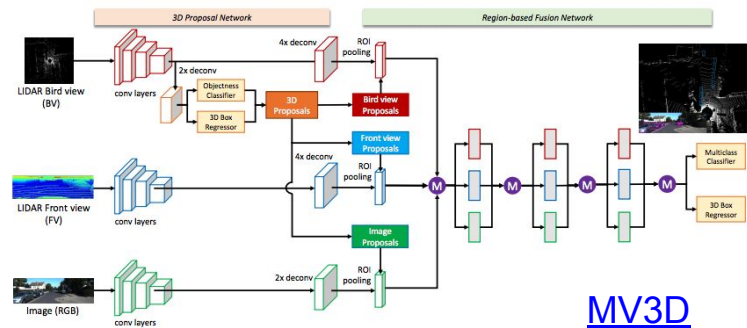 3D Proposal Network
Region-based Fusion Network
LIDAR Bird view
(BV)
conv layers
2x deconv
4x deconv
ROI
pooling
Objectness
Classifier
3D Box
Regressor
3D
Proposals
Bird view
Proposals
Front view
Proposals
LIDAR Front view
(FV)
conv layers
4x deconv
ROI
pooling
Image
Proposals
M
M
M
M
Multiclass
Classifier
3D Box
Regressor
Image (RGB)
conv layers
2x deconv
ROI
pooling
MV3D